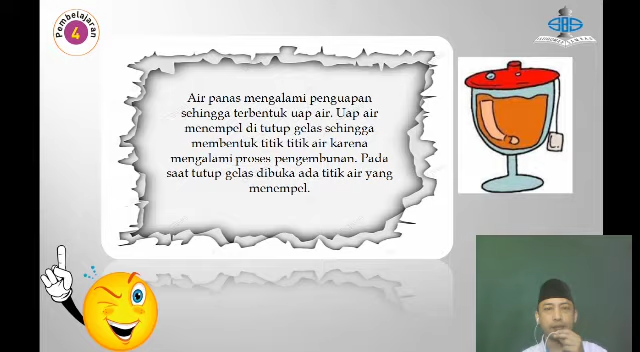 Pembelajaran
4
SBS
Air panas mengalami penguapan
sehingga terbentuk uap air. Uap air
menempel di tutup gelas sehingga
membentuk titik titik air karena
mengalami proses pengembunan. Pada
saat tutup gelas dibuka ada titik air yang
menempel.